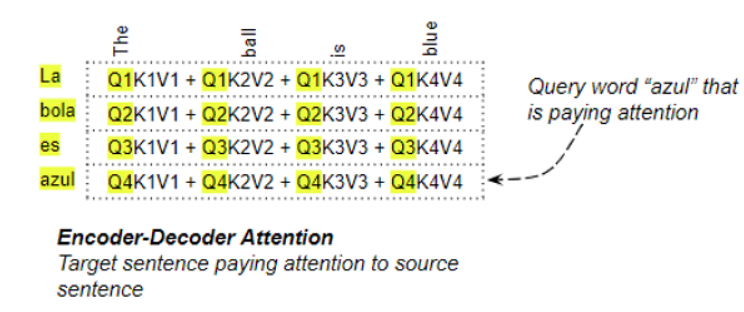 The ball is blue
La Q1K1V1 + Q1K2V2 + Q1K3V3 + Q1K4V4
bola Q2K1V1 + Q2K2V2 + Q2K3V3 + Q2K4V4
es Q3K1V1 + Q3K2V2 + Q3K3V3 + Q3K4V4
azul Q4K1V1 + Q4K2V2 + Q4K3V3 + Q4K4V4
Query word "azul" that
is paying attention
Encoder-Decoder Attention
Target sentence paying attention to source
sentence